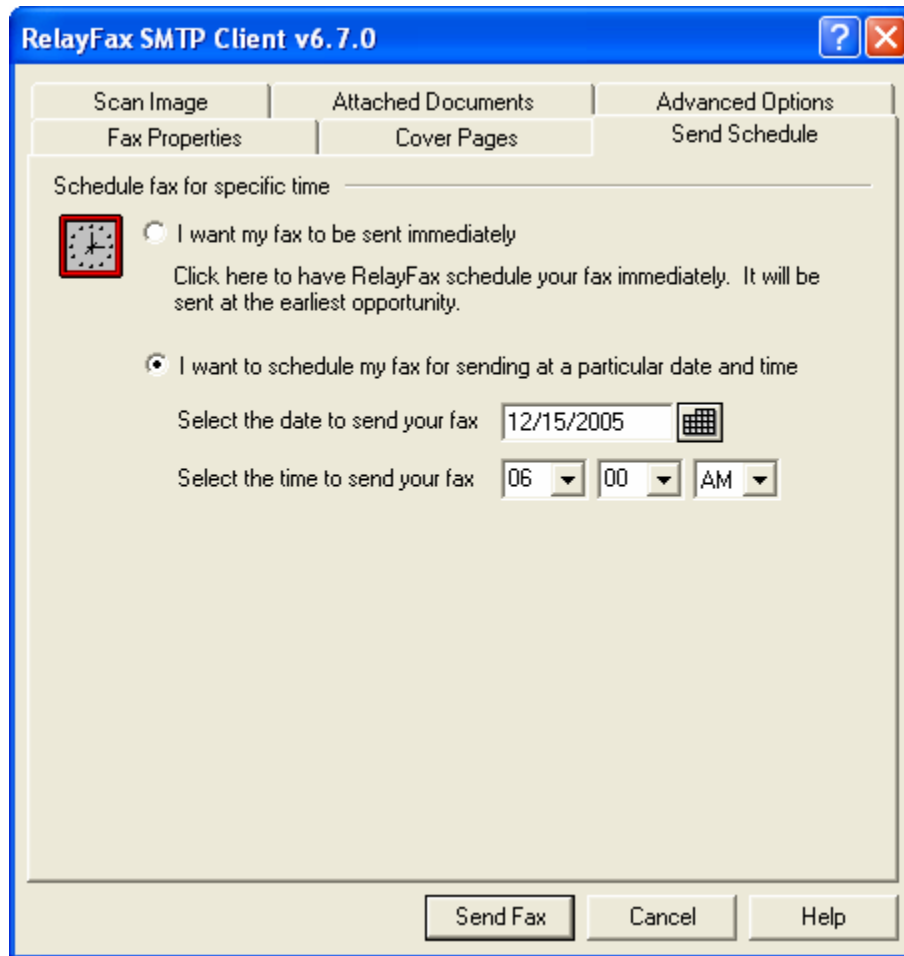 RelayFax SMTP Client v6.7.0
Scan Image Attached Documents Advanced Options
Fax Properties Cover Pages Send Schedule
Schedule fax for specific time
I want my fax to be sent immediately
Click here to have RelayFax schedule your fax immediately. It will be
sent at the earliest opportunity.
I want to schedule my fax for sending at a particular date and time
Select the date to send your fax 12/15/2005
Select the time to send your fax 06 00 AM
Send Fax Cancel Help